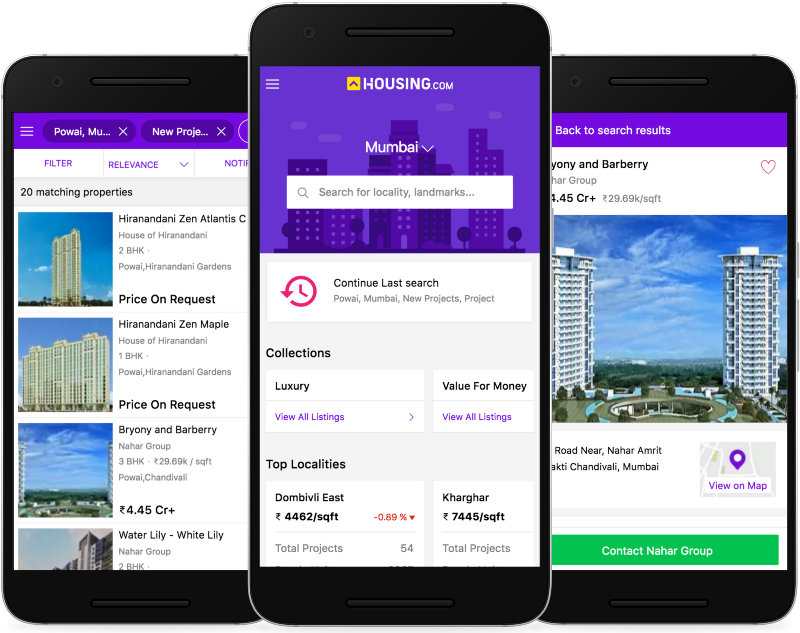 Powai, Mu...
New Proje...
FILTER
RELEVANCE
20 matching properties
Hiranandani Zen Atlantis C
House of Hiranandani
2 BHK ·
Powai,Hiranandani Gardens
Price On Request
Hiranandani Zen Maple
House of Hiranandani
1 BHK ·
Powai,Hiranandani Gardens
Price On Request
Bryony and Barberry
Nahar Group
3 BHK · ₹29.69k / sqft
Powai,Chandivali
₹4.45 Cr+
Water Lily - White Lily
Nahar Group
2 BHK ·
HOUSING.COM
Mumbai
Search for locality, landmarks...
Continue Last search
Powai, Mumbai, New Projects, Project
Collections
Luxury
View All Listings
Value For Money
View All Listings
Top Localities
Dombivli East
₹ 4462/sqft
-0.89 %
Total Projects
54
Kharghar
₹ 7445/sqft
Total Projects
Back to search results
ryony and Barberry
har Group
4.45 Cr+ ₹29.69k/sqft
Road Near, Nahar Amrit
akti Chandivali, Mumbai
View on Map
Contact Nahar Group